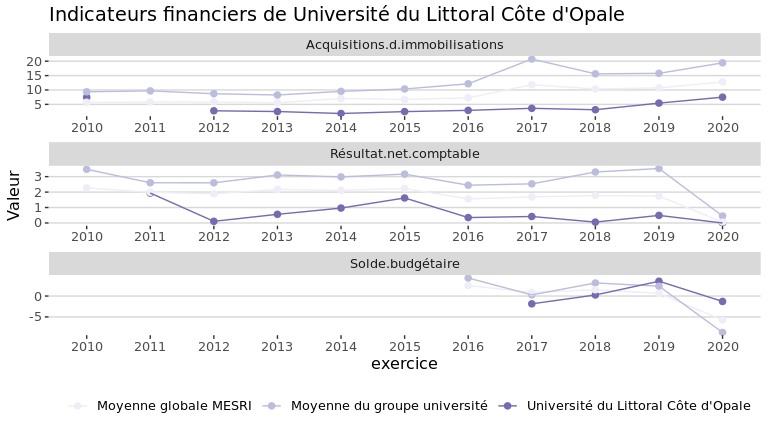 Indicateurs financiers de Université du Littoral Côte d'Opale
Acquisitions.d.immobilisations
20
15
10
5
2010 2011 2012 2013 2014 2015 2016 2017 2018 2019 2020
Résultat.net.comptable
3
2
1
0
2010 2011 2012 2013 2014 2015 2016 2017 2018 2019 2020
Valeur
Solde.budgétaire
0
-5
2010 2011 2012 2013 2014 2015 2016 2017 2018 2019 2020
exercice
Moyenne globale MESRI Moyenne du groupe université Université du Littoral Côte d'Opale